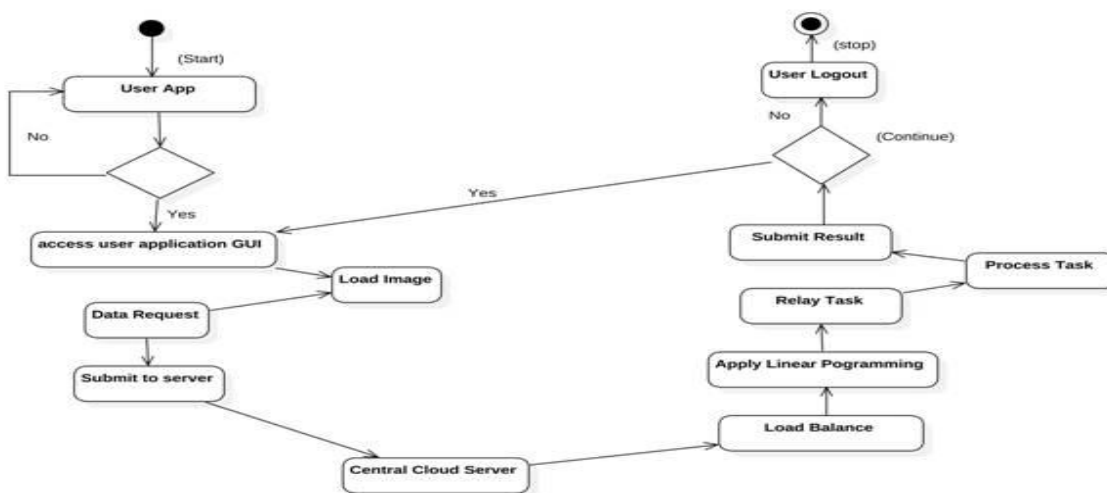 (Start)
User App
No
Yes
access user application GUI
Load Image
Data Request
Submit to server
Central Cloud Server
Load Balance
Apply Linear Pogramming
Relay Task
Process Task
Submit Result
(Continue)
Yes
No
User Logout
(stop)